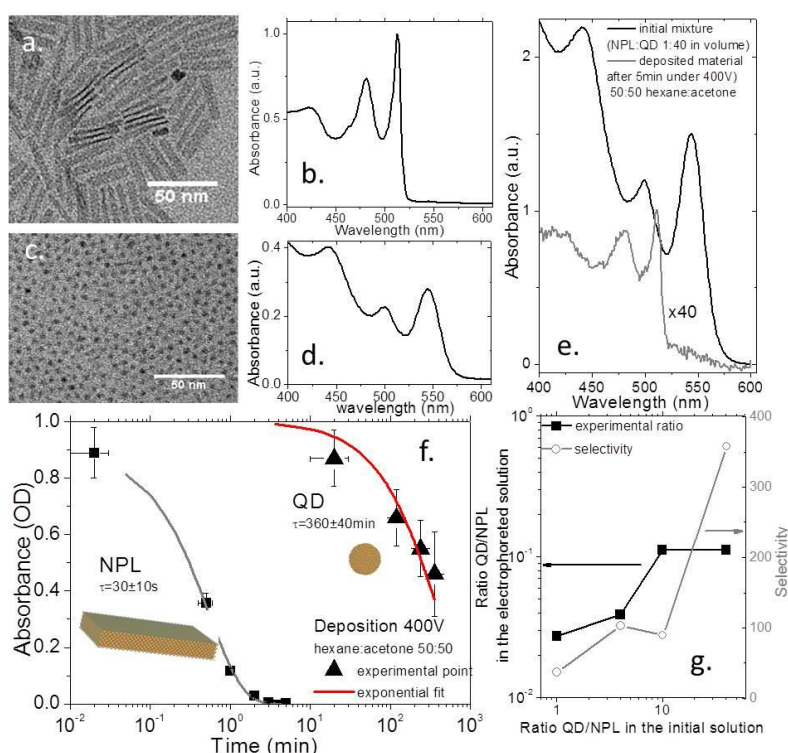 a.
50 nm
1.0
0.5
0.0
Absorbance (a.u.)
b.
400 450 500 550 600
Wavelength (nm)
c.
50 nm
0.4
0.2
0.0
Absorbance (a.u.)
d.
400 450 500 550 600
wavelength (nm)
2
1
0
Absorbance (a.u.)
initial mixture
(NPL:QD 1:40 in volume)
deposited material
after 5min under 400V)
50:50 hexane:acetone
x40
e.
400 450 500 550 600
Wavelength (nm)
1.0
0.8
0.6
0.4
0.2
0.0
Absorbance (OD)
f.
QD
τ=360±40min
NPL
τ=30±10s
Deposition 400V
hexane:acetone 50:50
experimental point
exponential fit
10-2 10-1 100 101 102 103
Time (min)
100
10-1
10-2
Ratio QD/NPL
in the electrophoreted solution
experimental ratio
selectivity
400
300
200
100
0
Selectivity
g.
1 10
Ratio QD/NPL in the initial solution